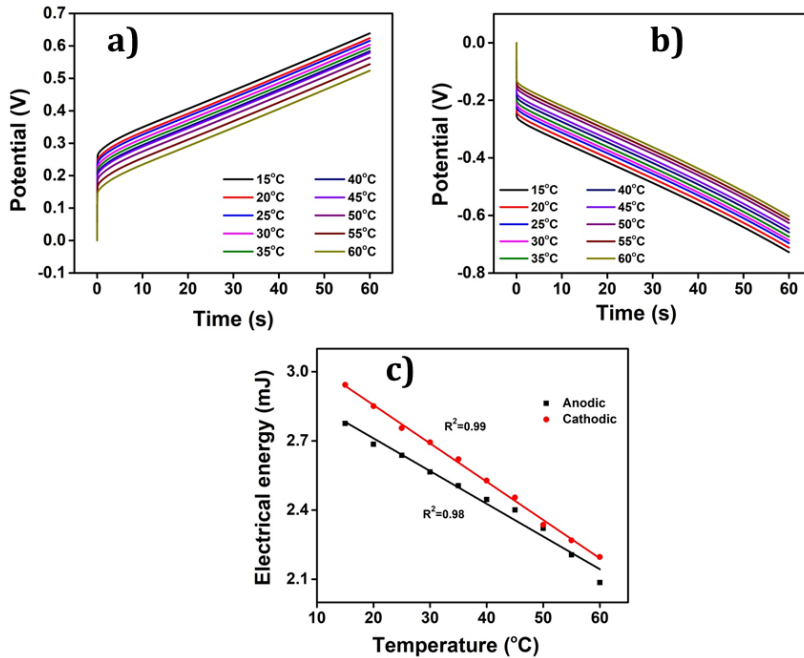 a)
0.7
0.6
0.5
0.4
0.3
0.2
0.1
0.0
-0.1
Potential (V)
15°C 40°C
20°C 45°C
25°C 50°C
30°C 55°C
35°C 60°C
0 10 20 30 40 50 60
Time (s)
b)
0.0
-0.2
-0.4
-0.6
-0.8
Potential (V)
15°C 40°C
20°C 45°C
25°C 50°C
30°C 55°C
35°C 60°C
0 10 20 30 40 50 60
Time (s)
c)
3.0
2.7
2.4
2.1
Electrical energy (mJ)
Anodic
Cathodic
R²=0.99
R²=0.98
10 20 30 40 50 60
Temperature (°C)